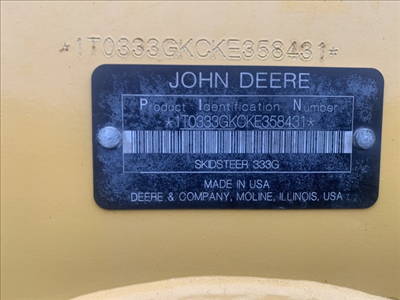 *1T0333GKCKE358431*
JOHN DEERE
Product Identification Number
*1T0333GKCKE358431*
SKIDSTEER 333G
MADE IN USA
DEERE & COMPANY, MOLINE, ILLINOIS, USA